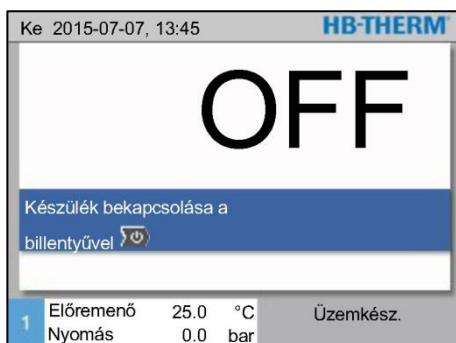 Ke 2015-07-07, 13:45 HB-THERM
OFF
Készülék bekapcsolása a
billentyűvel
1 Előremenő 25.0 °C Üzemkész.
Nyomás 0.0 bar